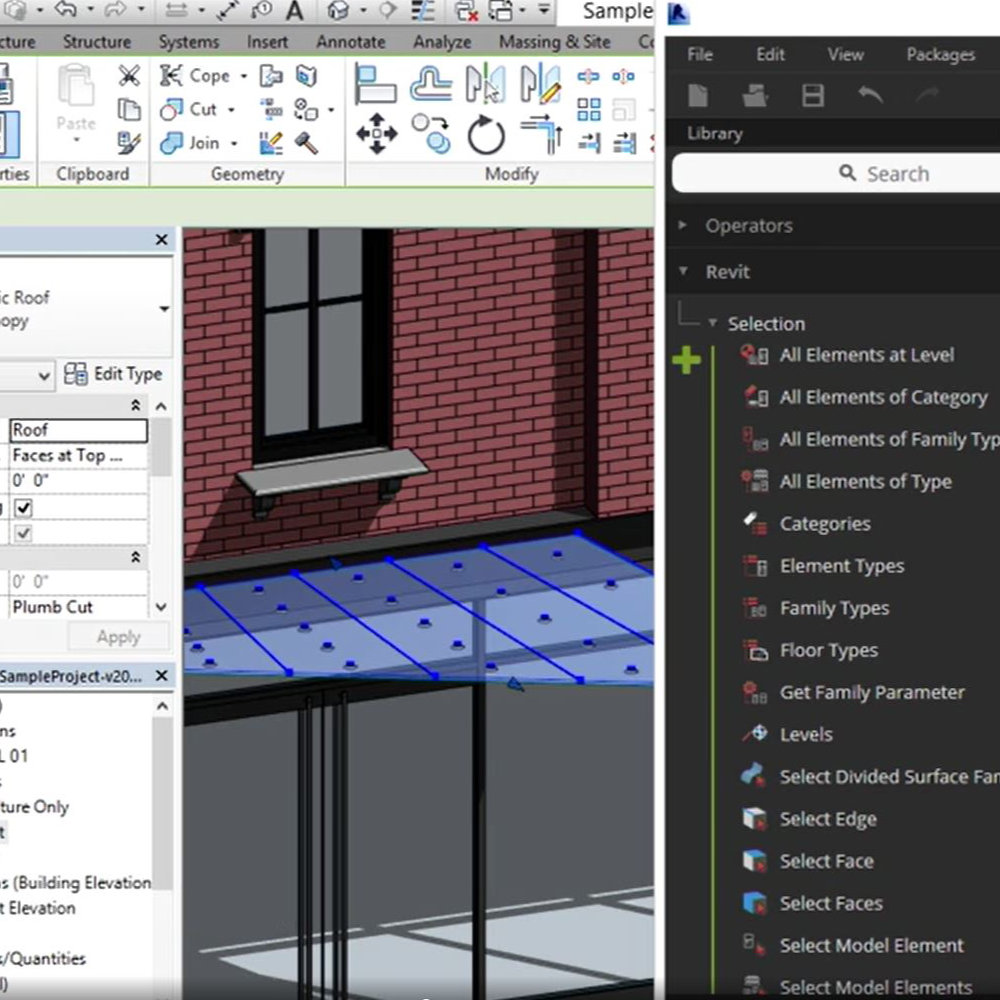 Sample
cture Structure Systems Insert Annotate Analyze Massing & Site Co
Cope
Cut
Paste
Join
rties Clipboard Geometry Modify
ic Roof
opy
Edit Type
Roof
Faces at Top ...
0' 0"
0' 0"
Plumb Cut
Apply
SampleProject-v20...
ns
L 01
ture Only
t
s (Building Elevation
t Elevation
s/Quantities
File Edit View Packages
Library
Search
Operators
Revit
Selection
All Elements at Level
All Elements of Category
All Elements of Family Typ
All Elements of Type
Categories
Element Types
Family Types
Floor Types
Get Family Parameter
Levels
Select Divided Surface Fam
Select Edge
Select Face
Select Faces
Select Model Element
Select Model Elements